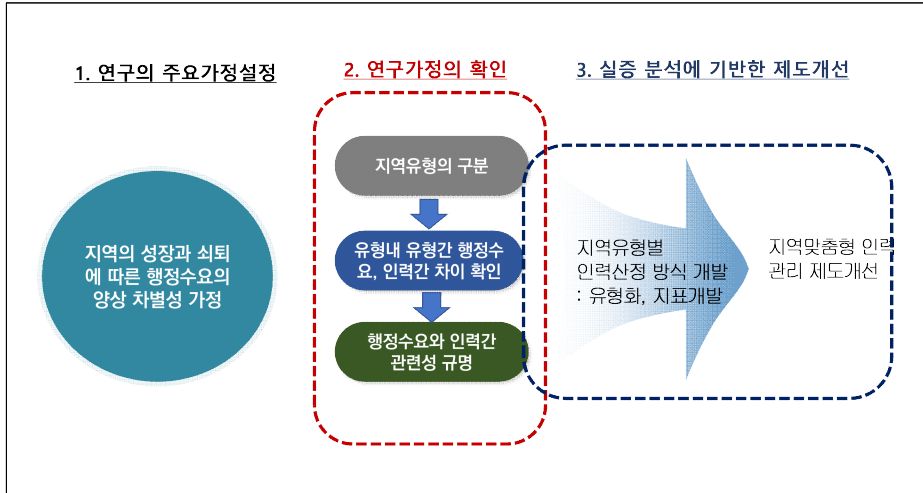 1. 연구의 주요가정설정
2. 연구가정의 확인
3. 실증 분석에 기반한 제도개선
지역의 성장과 쇠퇴
에 따른 행정수요의
양상 차별성 가정
지역유형의 구분
유형내 유형간 행정수
요, 인력간 차이 확인
행정수요와 인력간
관련성 규명
지역유형별
인력산정 방식 개발
: 유형화, 지표개발
지역맞춤형 인력
관리 제도개선